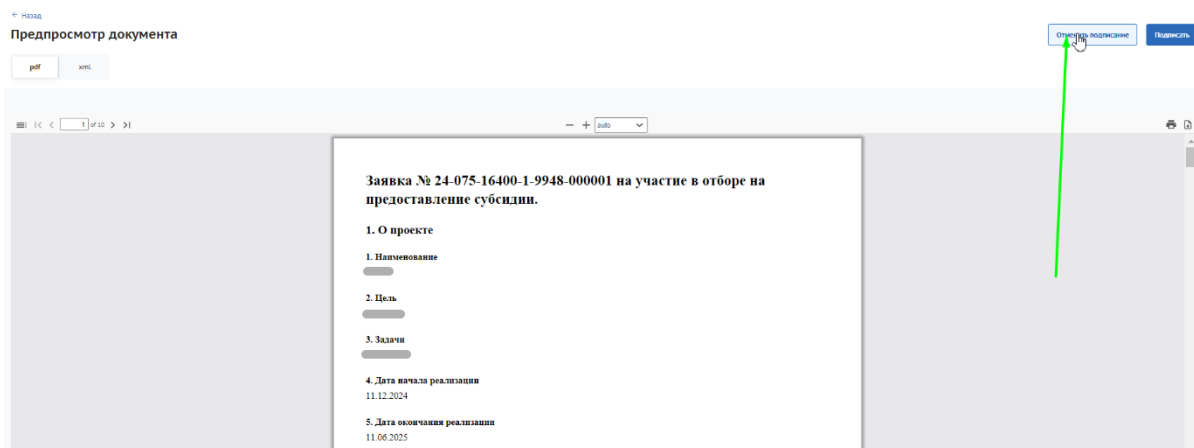 ← Назад
Предпросмотр документа
Отменить подписание
Подписать
pdf xml
1 of 10
auto
Заявка № 24-075-16400-1-9948-000001 на участие в отборе на
предоставление субсидии.
1. О проекте
1. Наименование
2. Цель
3. Задачи
4. Дата начала реализации
11.12.2024
5. Дата окончания реализации
11.06.2025